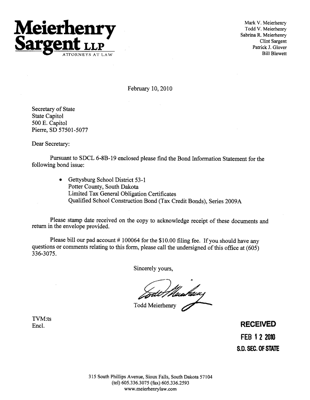 Meierhenry
Sargent LLP
ATTORNEYS AT LAW
Mark V. Meierhenry
Todd V. Meierhenry
Sabrina R. Meierhenry
Clint Sargent
Patrick J. Glover
Bill Blewett
February 10, 2010
Secretary of State
State Capitol
500 E. Capitol
Pierre, SD 57501-5077
Dear Secretary:
Pursuant to SDCL 6-8B-19 enclosed please find the Bond Information Statement for the
following bond issue:
• Gettysburg School District 53-1
Potter County, South Dakota
Limited Tax General Obligation Certificates
Qualified School Construction Bond (Tax Credit Bonds), Series 2009A
Please stamp date received on the copy to acknowledge receipt of these documents and
return in the envelope provided.
Please bill our pad account # 100064 for the $10.00 filing fee. If you should have any
questions or comments relating to this form, please call the undersigned of this office at (605)
336-3075.
Sincerely yours,
Todd Meierhenry
Todd Meierhenry
TVM:ts
Encl.
RECEIVED
FEB 12 2010
S.D. SEC. OF STATE
315 South Phillips Avenue, Sioux Falls, South Dakota 57104
(tel) 605.336.3075 (fax) 605.336.2593
www.meierhenrylaw.com